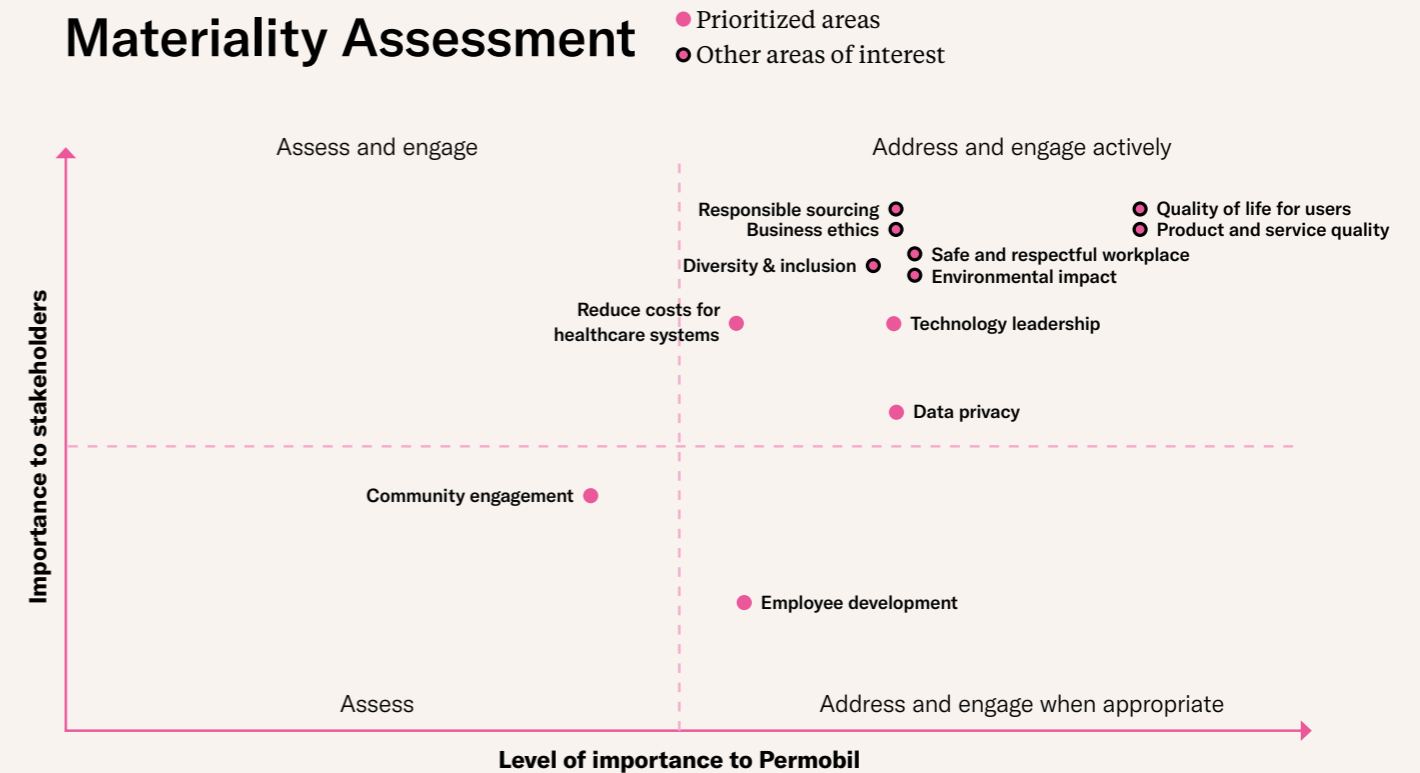 Materiality Assessment
Prioritized areas
Other areas of interest
Assess and engage
Address and engage actively
Responsible sourcing
Quality of life for users
Business ethics
Product and service quality
Safe and respectful workplace
Diversity & inclusion
Environmental impact
Reduce costs for
healthcare systems
Technology leadership
Data privacy
Importance to stakeholders
Community engagement
Employee development
Assess
Address and engage when appropriate
Level of importance to Permobil